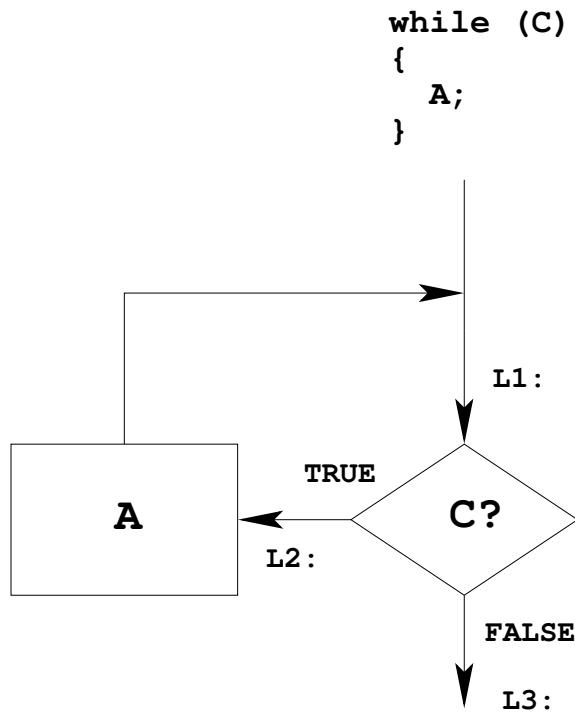 while (C)
{
A;
}
L1:
TRUE
A
C?
L2:
FALSE
L3: